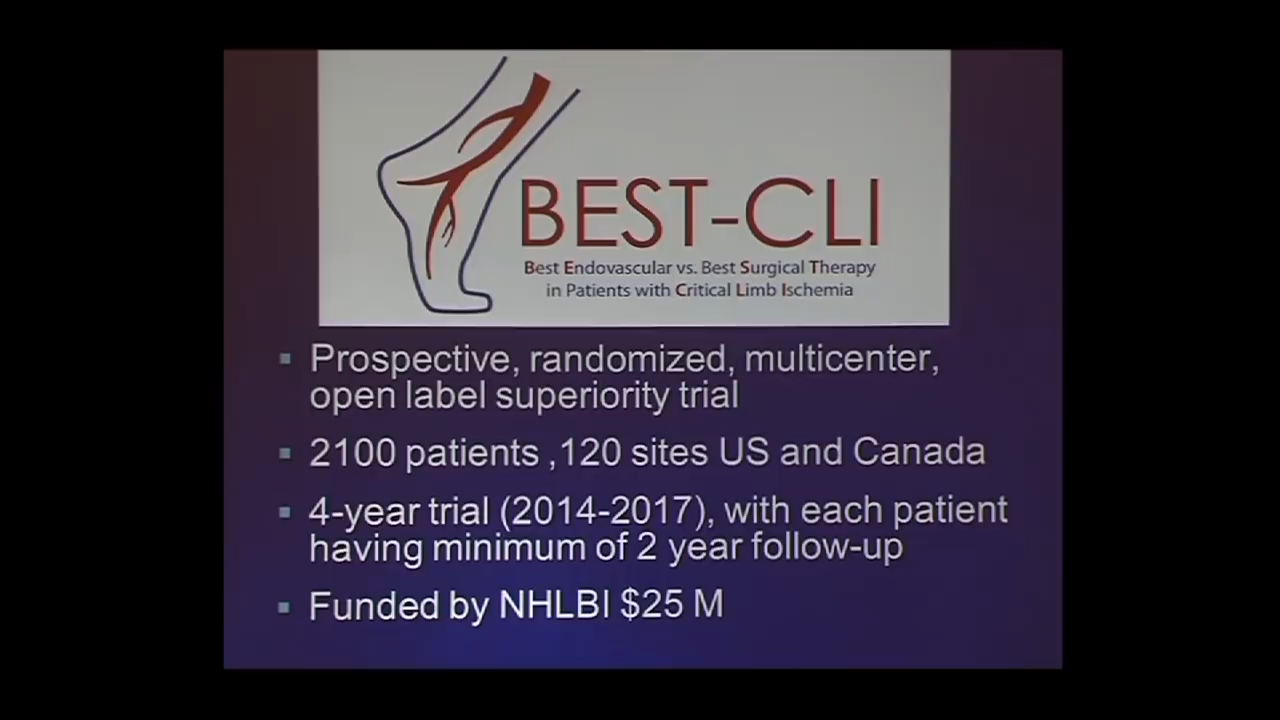 BEST-CLI
Best Endovascular vs. Best Surgical Therapy
in Patients with Critical Limb Ischemia
▪ Prospective, randomized, multicenter,
open label superiority trial
▪ 2100 patients ,120 sites US and Canada
▪ 4-year trial (2014-2017), with each patient
having minimum of 2 year follow-up
▪ Funded by NHLBI $25 M